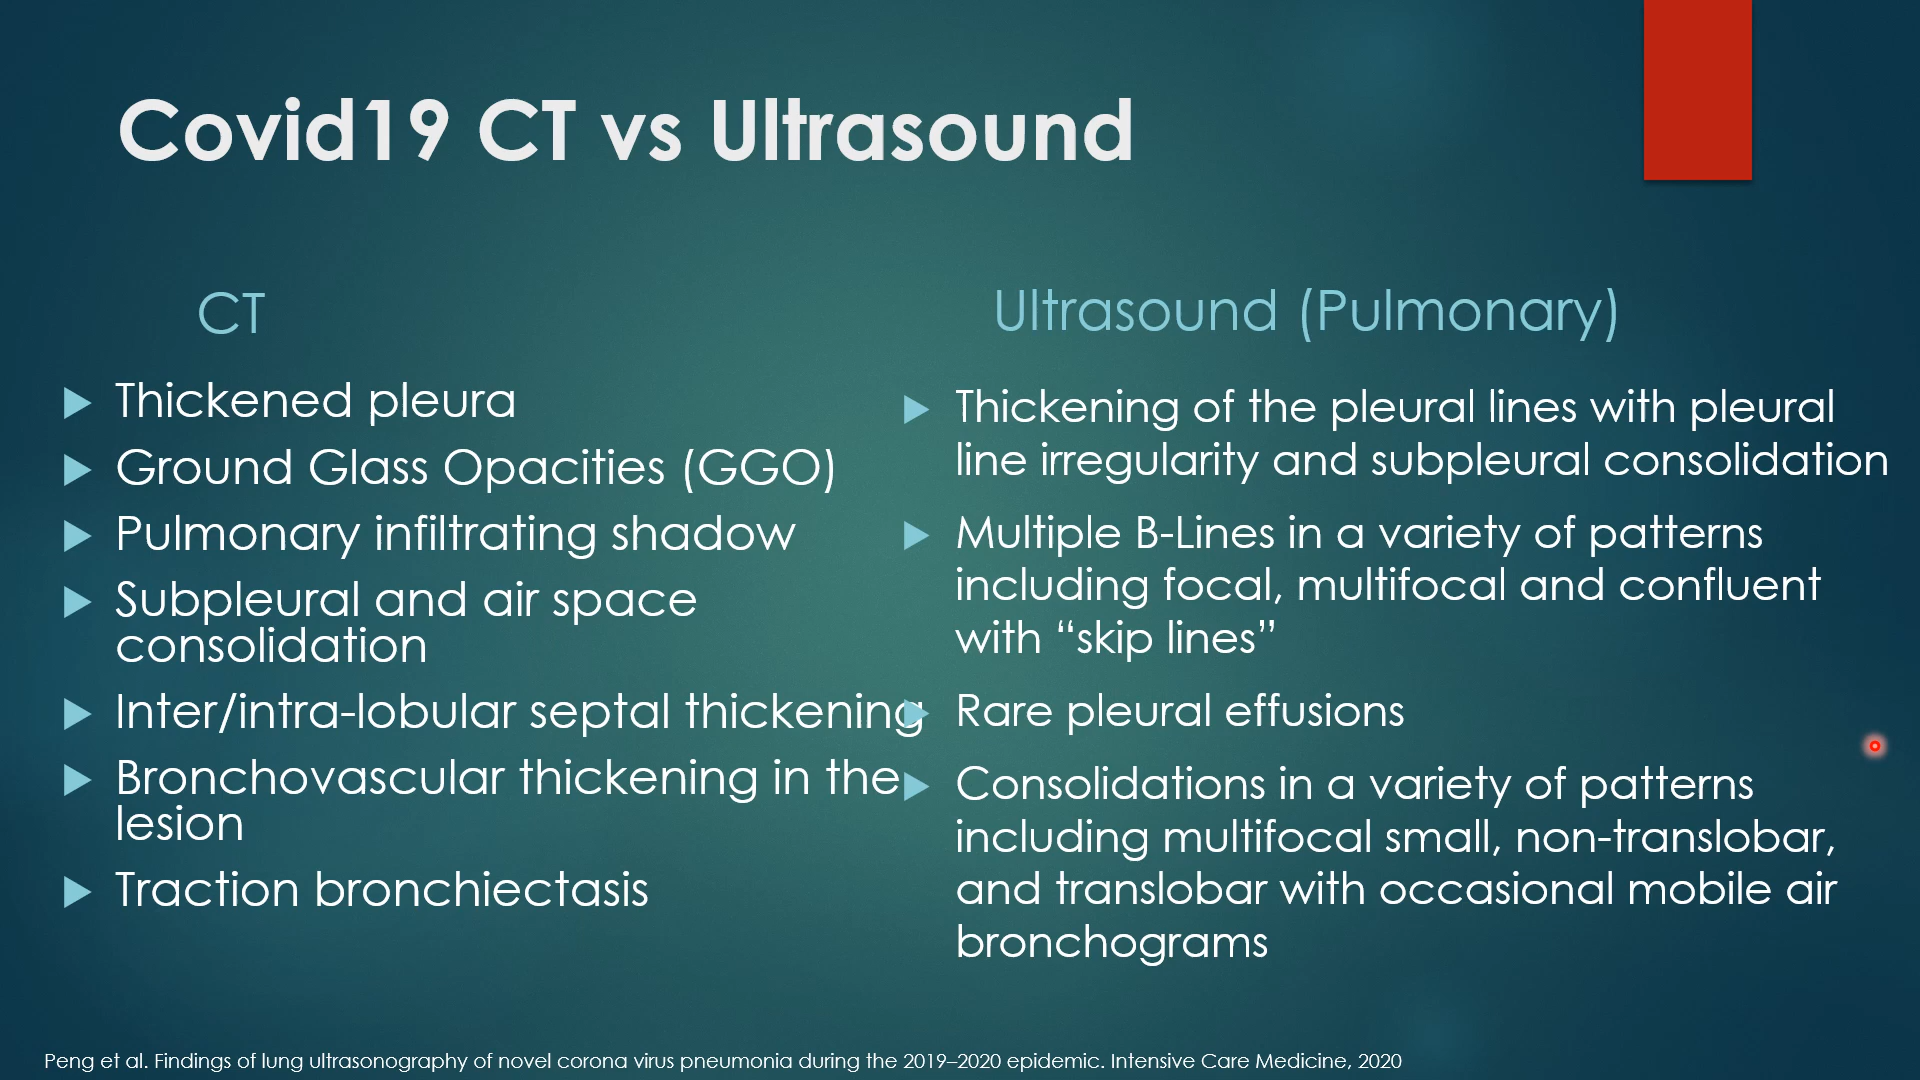 Covid19 CT vs Ultrasound
CT
Thickened pleura
Ground Glass Opacities (GGO)
Pulmonary infiltrating shadow
Subpleural and air space
consolidation
Inter/intra-lobular septal thickening
Bronchovascular thickening in the
lesion
Traction bronchiectasis
Ultrasound (Pulmonary)
Thickening of the pleural lines with pleural
line irregularity and subpleural consolidation
Multiple B-Lines in a variety of patterns
including focal, multifocal and confluent
with “skip lines”
Rare pleural effusions
Consolidations in a variety of patterns
including multifocal small, non-translobar,
and translobar with occasional mobile air
bronchograms
Peng et al. Findings of lung ultrasonography of novel corona virus pneumonia during the 2019–2020 epidemic. Intensive Care Medicine, 2020